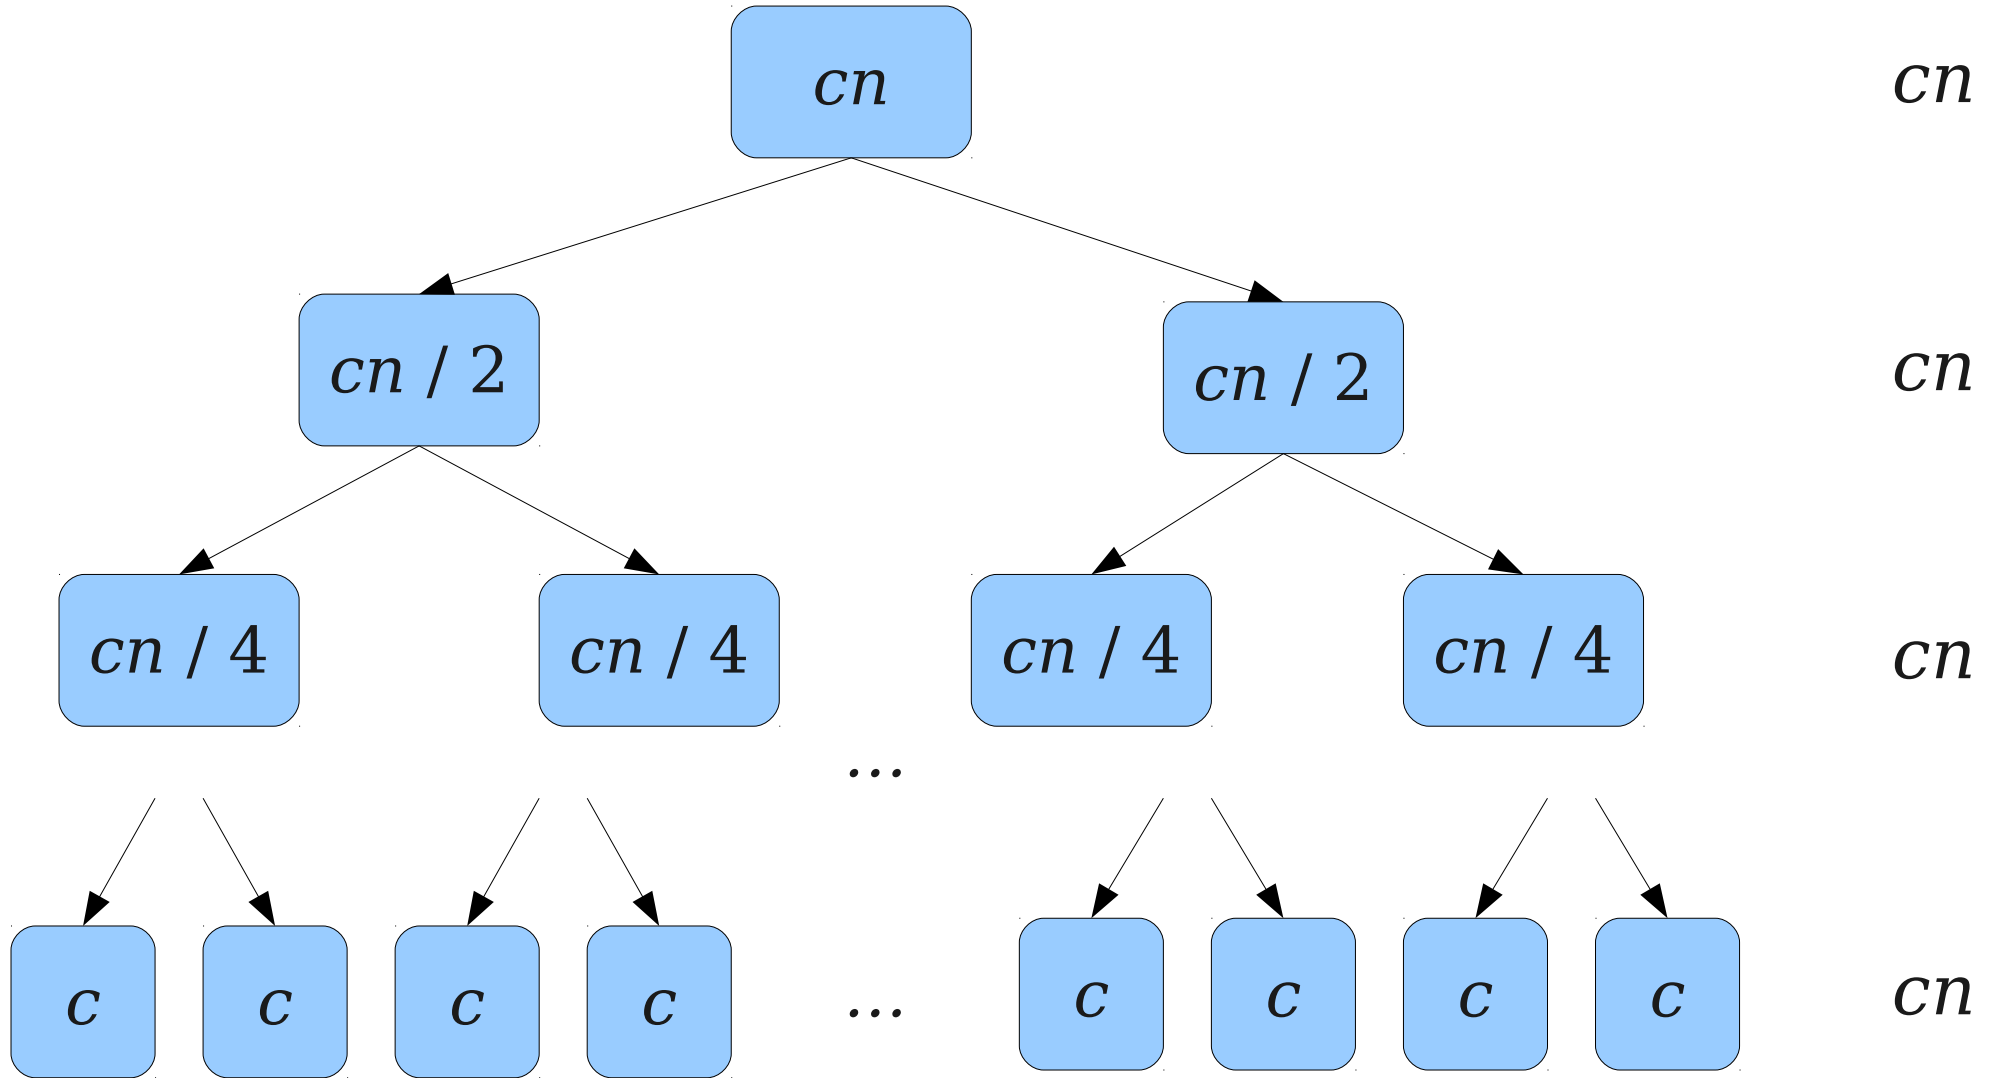 cn cn
cn / 2 cn / 2 cn
cn / 4 cn / 4 cn / 4 cn / 4 cn
...
c c c c ... c c c c cn